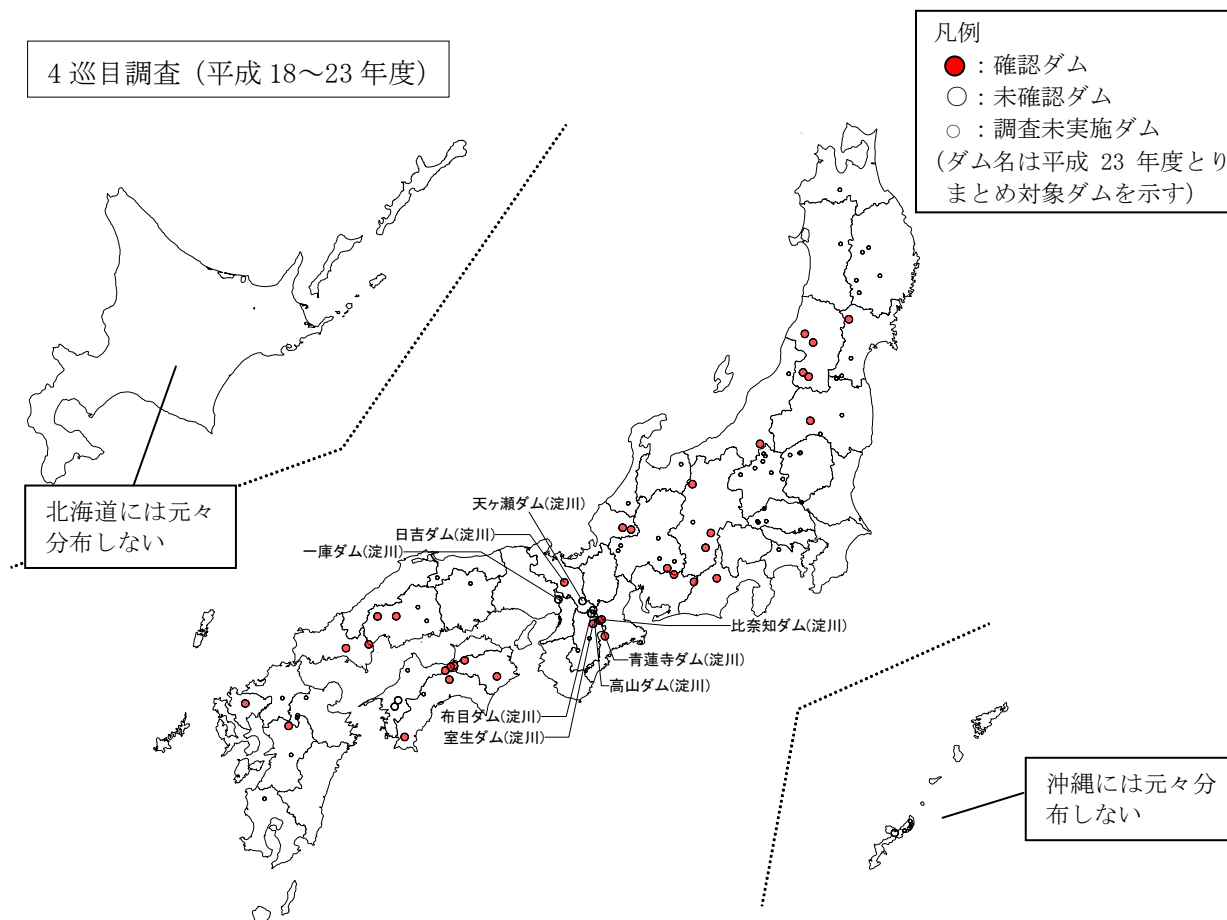 4 巡目調査 (平成 18～23 年度)
凡例
：確認ダム
：未確認ダム
：調査未実施ダム
(ダム名は平成 23 年度とり
まとめ対象ダムを示す)
北海道には元々
分布しない
天ヶ瀬ダム(淀川)
日吉ダム(淀川)
一庫ダム(淀川)
比奈知ダム(淀川)
青蓮寺ダム(淀川)
高山ダム(淀川)
布目ダム(淀川)
室生ダム(淀川)
沖縄には元々分
布しない